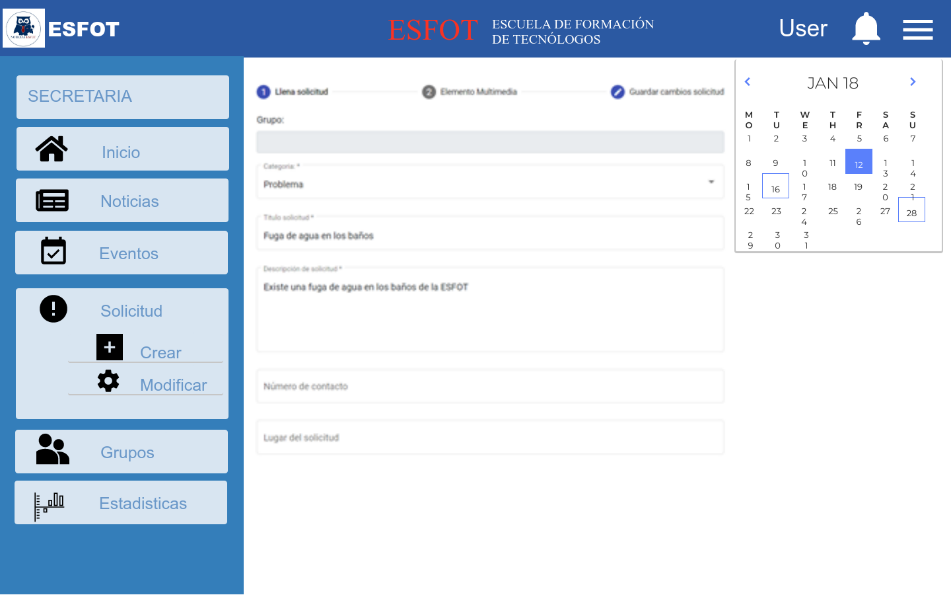 ESFOT
ESFOT
ESCUELA DE FORMACIÓN
DE TECNÓLOGOS
User
SECRETARIA
Inicio
Noticias
Eventos
Solicitud
Crear
Modificar
Grupos
Estadisticas
1 Llena solicitud
2 Elemento Multimedia
Guardar cambios solicitud
Grupo:
Categoria *
Problema
Título solicitud *
Fuga de agua en los baños
Descripción de solicitud *
Existe una fuga de agua en los baños de la ESFOT
Número de contacto
Lugar del solicitud
JAN 18
MO TU WE TH FR SA SU
1 2 3 4 5 6 7
8 9 10 11 12 13 14
15 16 17 18 19 20 21
22 23 24 25 26 27 28
29 30 31